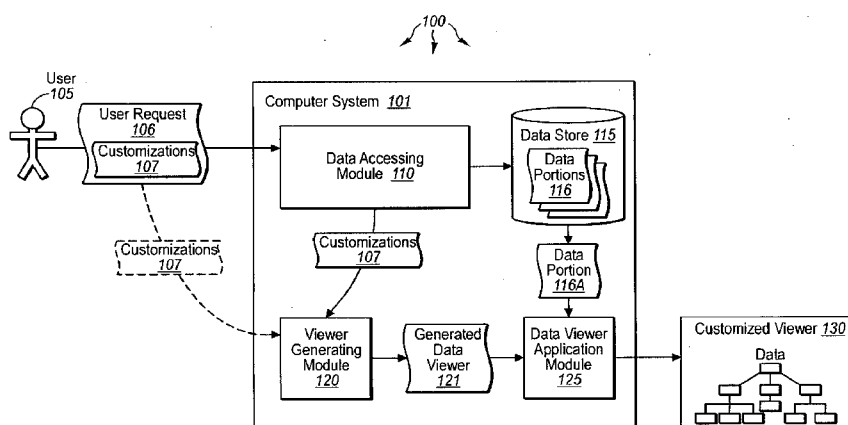 100
User
105
User Request
106
Customizations
107
Customizations
107
Computer System 101
Data Accessing
Module 110
Customizations
107
Data Store 115
Data
Portions
116
Data
Portion
116A
Viewer
Generating
Module
120
Generated
Data
Viewer
121
Data Viewer
Application
Module
125
Customized Viewer 130
Data